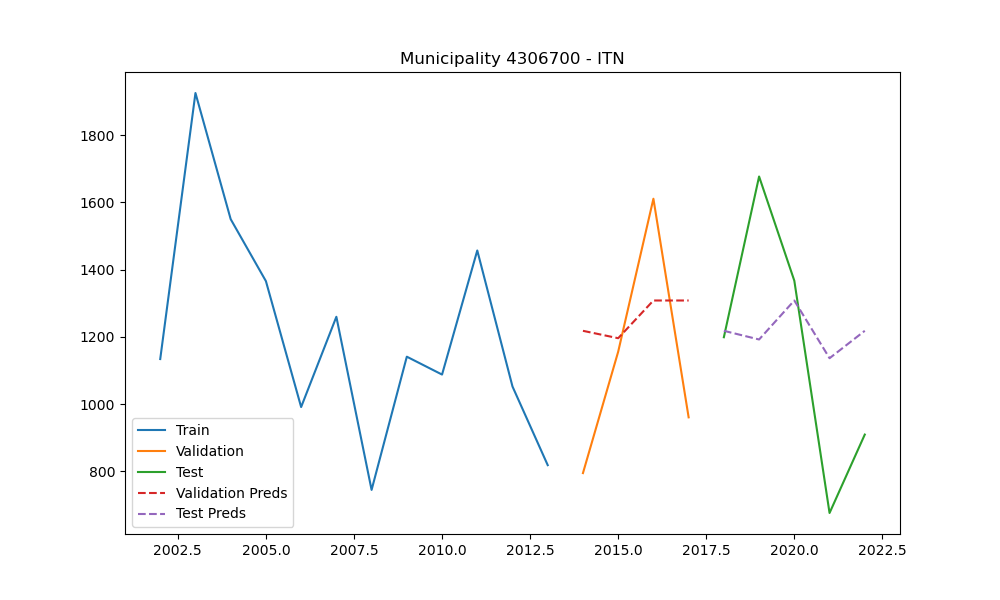 Municipality 4306700 - ITN
1800
1600
1400
1200
1000
800
Train
Validation
Test
Validation Preds
Test Preds
2002.5 2005.0 2007.5 2010.0 2012.5 2015.0 2017.5 2020.0 2022.5